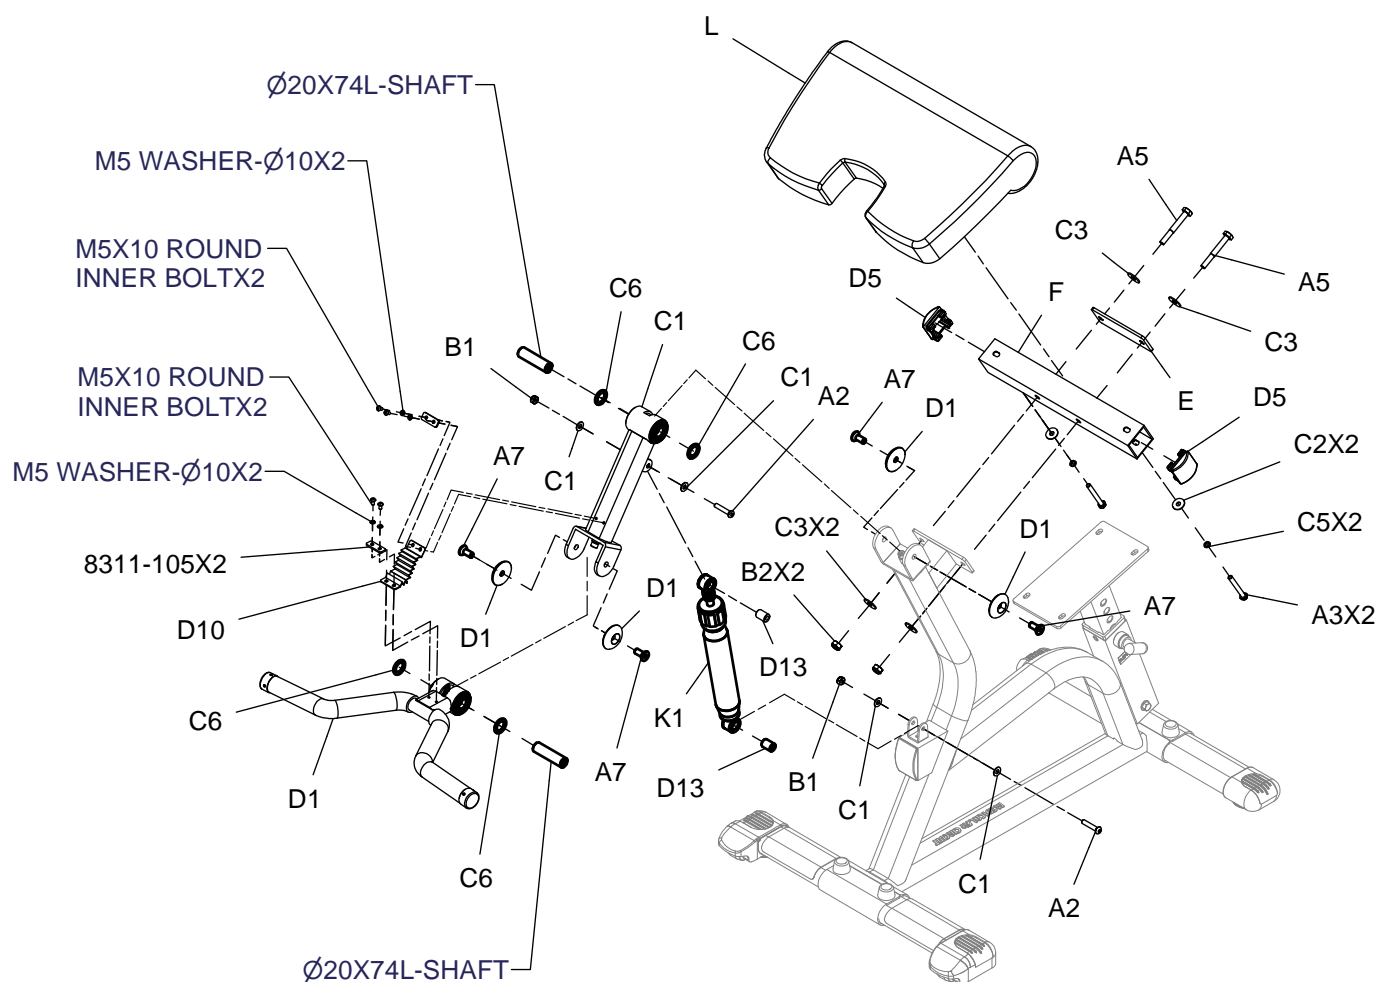 L
Ø20X74L-SHAFT
M5 WASHER-Ø10X2
A5
M5X10 ROUND
INNER BOLTX2
C3
A5
D5
F
C6
C1
B1
C6
C3
M5X10 ROUND
INNER BOLTX2
C1
A7
A2
E
D5
D1
C6
A7
C1
C2X2
M5 WASHER-Ø10X2
C3X2
D1
C5X2
8311-105X2
B2X2
D1
A7
A3X2
D10
D1
D13
C6
K1
A7
D13
B1
D1
C1
C6
C1
A2
Ø20X74L-SHAFT